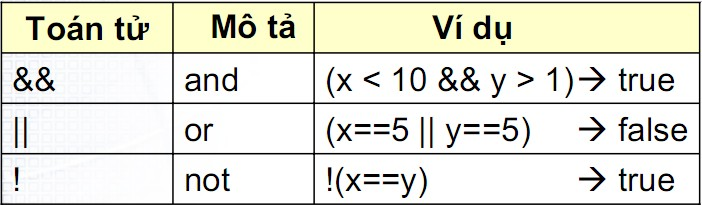 Toán tử Mô tả Ví dụ
&& and (x < 10 && y > 1)→ true
|| or (x==5 || y==5) → false
! not !(x==y) → true